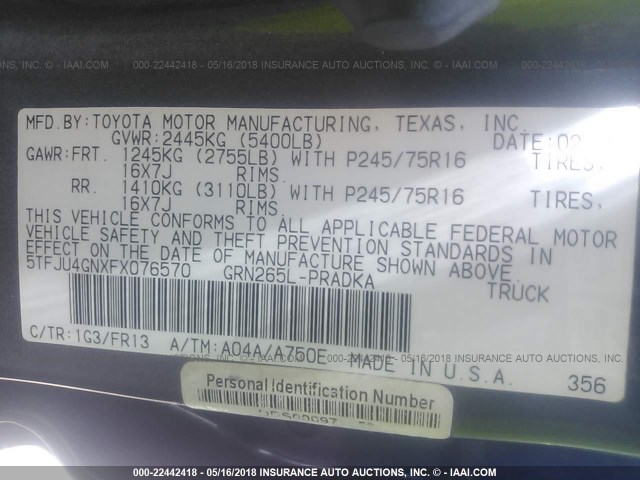 000-22442418 - 05/16/2018 - INSURANCE AUTO AUCTIONS, INC. - © IAAI.COM
MFD.BY:TOYOTA MOTOR MANUFACTURING, TEXAS, INC.
GVWR:2445KG (5400LB) DATE:02
GAWR:FRT. 1245KG (2755LB) WITH P245/75R16 TIRES,
16X7J RIMS,
RR. 1410KG (3110LB) WITH P245/75R16 TIRES,
16X7J RIMS,
THIS VEHICLE CONFORMS TO ALL APPLICABLE FEDERAL MOTOR
VEHICLE SAFETY AND THEFT PREVENTION STANDARDS IN
EFFECT ON THE DATE OF MANUFACTURE SHOWN ABOVE.
5TFJU4GNXFX076570 GRN265L-PRADKA TRUCK
C/TR:1G3/FR13 A/TM:A04A/A750E MADE IN U.S.A. 356
Personal Identification Number
000-22442418 - 05/16/2018 - INSURANCE AUTO AUCTIONS, INC. - © IAAI.COM